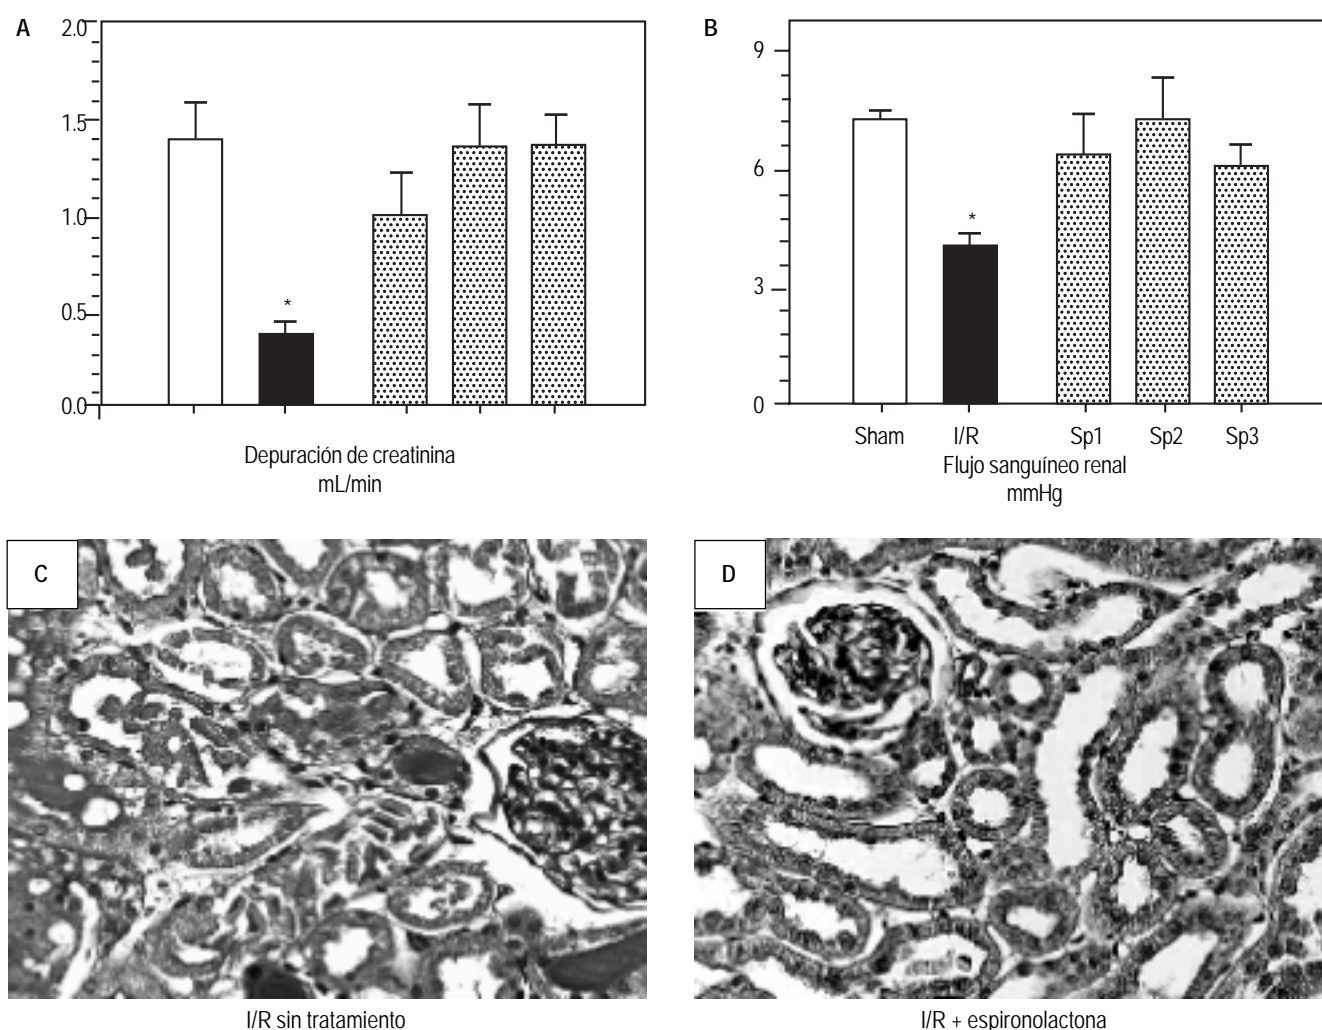 A
2.0
1.5
1.0
0.5
0.0
*
Depuración de creatinina
mL/min
B
9
6
3
0
*
Sham I/R Sp1 Sp2 Sp3
Flujo sanguíneo renal
mmHg
C
I/R sin tratamiento
D
I/R + espironolactona